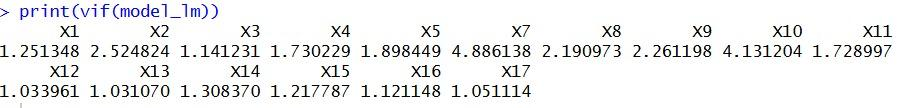 > print(vif(model_lm))
X1 X2 X3 X4 X5 X7 X8 X9 X10 X11
1.251348 2.524824 1.141231 1.730229 1.898449 4.886138 2.190973 2.261198 4.131204 1.728997
X12 X13 X14 X15 X16 X17
1.033961 1.031070 1.308370 1.217787 1.121148 1.051114